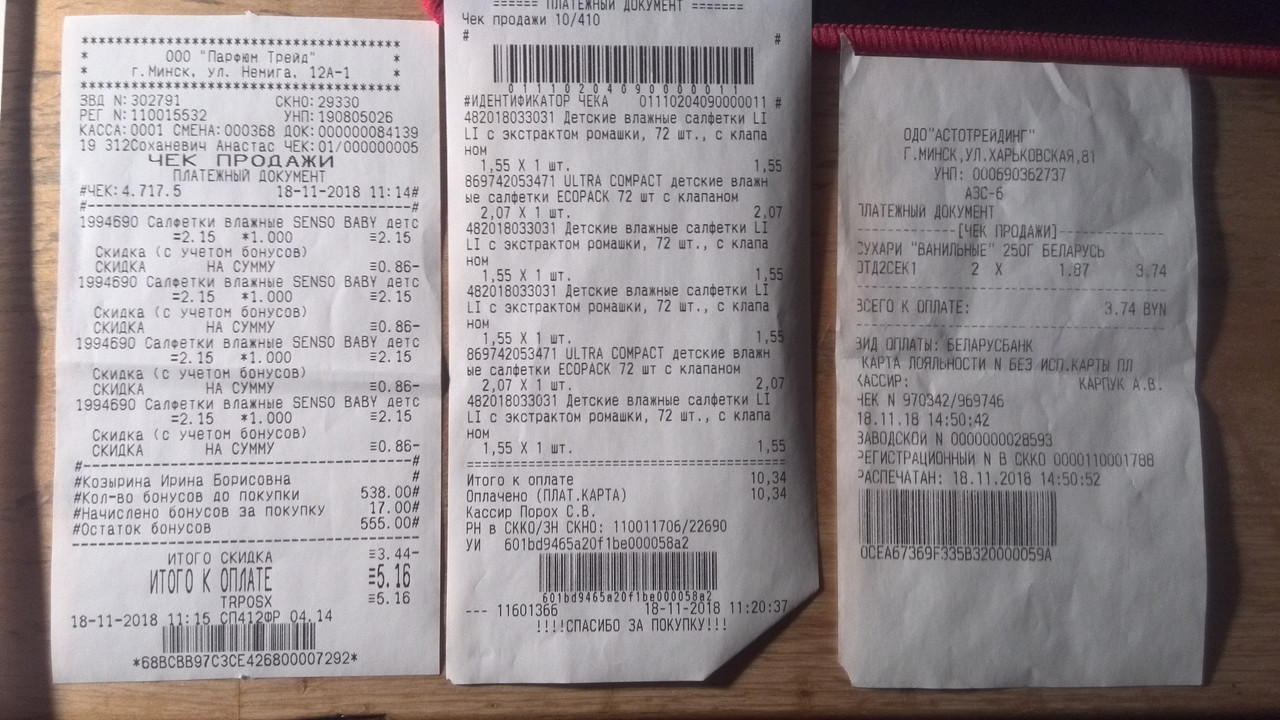 ****************************************
* ООО "Парфюм Трейд" *
* г.Минск, ул. Немига, 12А-1 *
****************************************
ЗВД N: 302791 СКНО: 29330
РЕГ N: 110015532 УНП: 190805026
КАССА: 0001 СМЕНА: 000368 ДОК: 000000084139
19 312Соханевич Анастас ЧЕК: 01/000000005
ЧЕК ПРОДАЖИ
ПЛАТЕЖНЫЙ ДОКУМЕНТ
#ЧЕК: 4.717.5 18-11-2018 11:14#
#--------------------------------------#
1994690 Салфетки влажные SENSO BABY детс
=2.15 *1.000 ≡2.15
Скидка (с учетом бонусов)
СКИДКА НА СУММУ ≡0.86-
1994690 Салфетки влажные SENSO BABY детс
=2.15 *1.000 ≡2.15
Скидка (с учетом бонусов)
СКИДКА НА СУММУ ≡0.86-
1994690 Салфетки влажные SENSO BABY детс
=2.15 *1.000 ≡2.15
Скидка (с учетом бонусов)
СКИДКА НА СУММУ ≡0.86-
1994690 Салфетки влажные SENSO BABY детс
=2.15 *1.000 ≡2.15
Скидка (с учетом бонусов)
СКИДКА НА СУММУ ≡0.86-
#--------------------------------------#
#Козырина Ирина Борисовна #
#Кол-во бонусов до покупки 538.00#
#Начислено бонусов за покупку 17.00#
#Остаток бонусов 555.00#
----------------------------------------
ИТОГО СКИДКА ≡3.44-
ИТОГО К ОПЛАТЕ ≡5.16
TRPOSX ≡5.16
18-11-2018 11:15 СП412ФР 04.14
*68BCBB97C3CE426800007292*
====== ПЛАТЕЖНЫЙ ДОКУМЕНТ =======
Чек продажи 10/410
# #
01110204090000011
#ИДЕНТИФИКАТОР ЧЕКА 01110204090000011 #
482018033031 Детские влажные салфетки LI
LI с экстрактом ромашки, 72 шт., с клапа
ном
1,55 X 1 шт. 1,55
869742053471 ULTRA COMPACT детские влажн
ые салфетки ECOPACK 72 шт с клапаном
2,07 X 1 шт. 2,07
482018033031 Детские влажные салфетки LI
LI с экстрактом ромашки, 72 шт., с клапа
ном
1,55 X 1 шт. 1,55
482018033031 Детские влажные салфетки LI
LI с экстрактом ромашки, 72 шт., с клапа
ном
1,55 X 1 шт. 1,55
869742053471 ULTRA COMPACT детские влажн
ые салфетки ECOPACK 72 шт с клапаном
2,07 X 1 шт. 2,07
482018033031 Детские влажные салфетки LI
LI с экстрактом ромашки, 72 шт., с клапа
ном
1,55 X 1 шт. 1,55
========================================
Итого к оплате 10,34
Оплачено (ПЛАТ.КАРТА) 10,34
Кассир Порох С.В.
РН в СККО/ЗН СКНО: 110011706/22690
УИ 601bd9465a20f1be000058a2
601bd9465a20f1be000058a2
--- 11601366 18-11-2018 11:20:37
!!!!СПАСИБО ЗА ПОКУПКУ!!!
ОДО"АСТОТРЕЙДИНГ"
Г.МИНСК,УЛ.ХАРЬКОВСКАЯ,81
УНП: 000690362737
АЗС-6
ПЛАТЕЖНЫЙ ДОКУМЕНТ
-------------[ЧЕК ПРОДАЖИ]-------------
СУХАРИ "ВАНИЛЬНЫЕ" 250Г БЕЛАРУСЬ
ОТД2СЕК1 2 X 1.87 3.74
----------------------------------------
ВСЕГО К ОПЛАТЕ: 3.74 BYN
----------------------------------------
ВИД ОПЛАТЫ: БЕЛАРУСБАНК
КАРТА ЛОЯЛЬНОСТИ N БЕЗ ИСП.КАРТЫ ПЛ
КАССИР: КАРПУК А.В.
ЧЕК N 970342/969746
18.11.18 14:50:42
ЗАВОДСКОЙ N 0000000028593
РЕГИСТРАЦИОННЫЙ N В СККО 0000110001788
РАСПЕЧАТАН: 18.11.2018 14:50:52
0CEA67369F335B320000059A